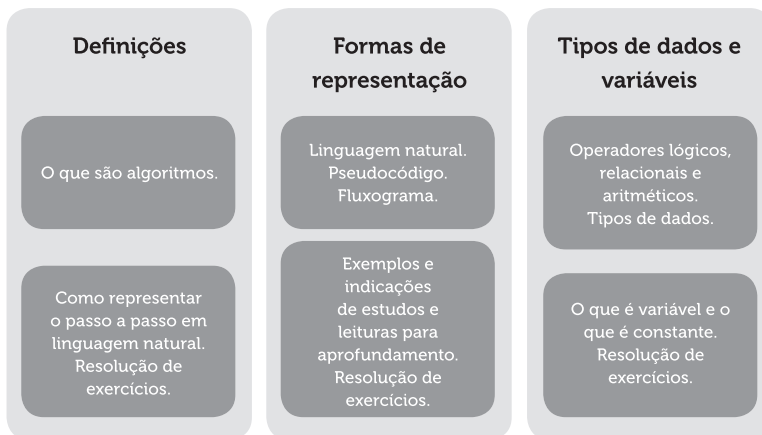 Definições
O que são algoritmos.
Como representar
o passo a passo em
linguagem natural.
Resolução de
exercícios.
Formas de
representação
Linguagem natural.
Pseudocódigo.
Fluxograma.
Exemplos e
indicações
de estudos e
leituras para
aprofundamento.
Resolução de
exercícios.
Tipos de dados e
variáveis
Operadores lógicos,
relacionais e
aritméticos.
Tipos de dados.
O que é variável e o
que é constante.
Resolução de
exercícios.